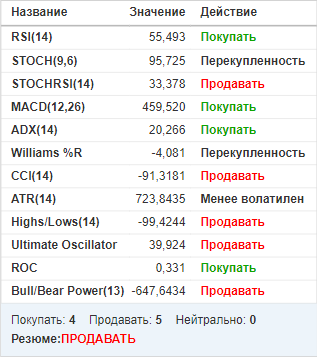 Название Значение Действие
RSI(14) 55,493 Покупать
STOCH(9,6) 95,725 Перекупленность
STOCHRSI(14) 33,378 Продавать
MACD(12,26) 459,520 Покупать
ADX(14) 20,266 Покупать
Williams %R -4,081 Перекупленность
CCI(14) -91,3181 Продавать
ATR(14) 723,8435 Менее волатилен
Highs/Lows(14) -99,4244 Продавать
Ultimate Oscillator 39,924 Продавать
ROC 0,331 Покупать
Bull/Bear Power(13) -647,6434 Продавать
Покупать: 4 Продавать: 5 Нейтрально: 0
Резюме:ПРОДАВАТЬ